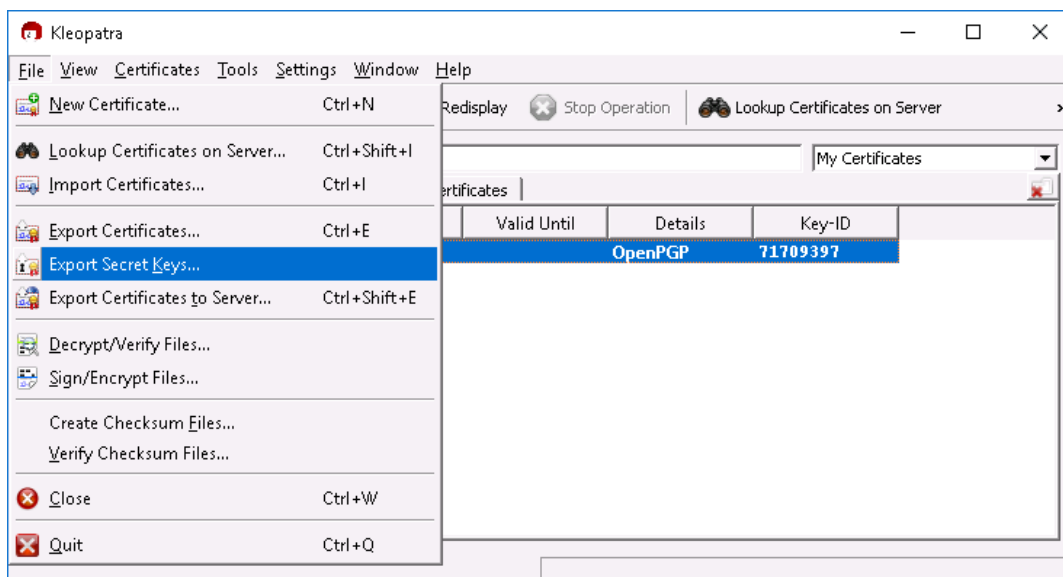 Kleopatra
File View Certificates Tools Settings Window Help
New Certificate... Ctrl+N
Redisplay Stop Operation Lookup Certificates on Server
Lookup Certificates on Server... Ctrl+Shift+I
My Certificates
Import Certificates... Ctrl+I
ertificates
Export Certificates... Ctrl+E
Valid Until Details Key-ID
Export Secret Keys...
OpenPGP 71709397
Export Certificates to Server... Ctrl+Shift+E
Decrypt/Verify Files...
Sign/Encrypt Files...
Create Checksum Files...
Verify Checksum Files...
Close Ctrl+W
Quit Ctrl+Q